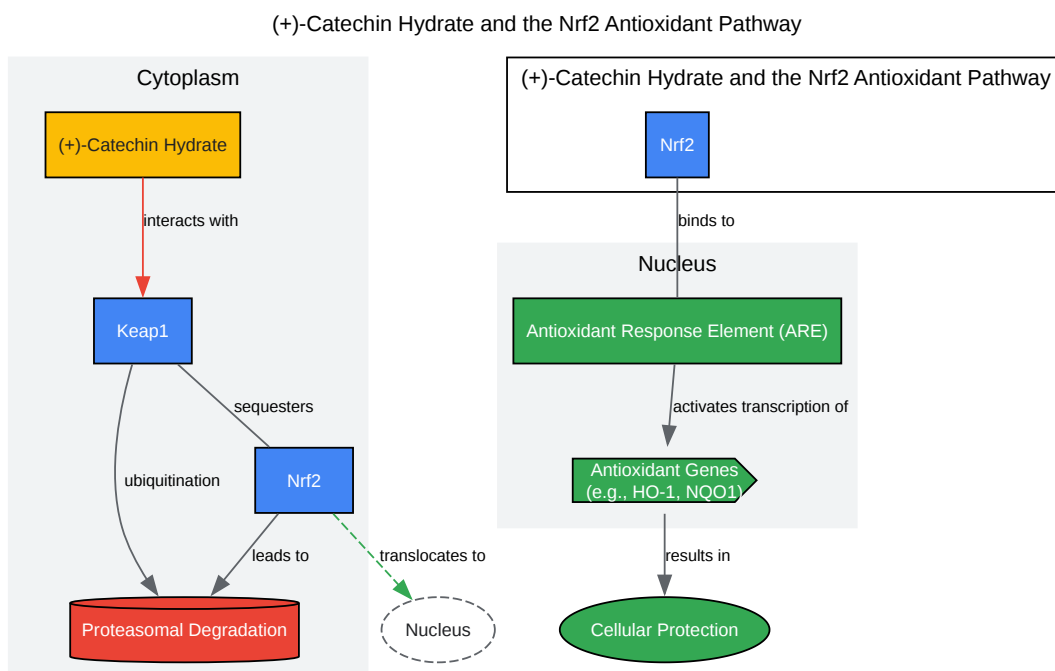 (+)-Catechin Hydrate and the Nrf2 Antioxidant Pathway
Cytoplasm
(+)-Catechin Hydrate
interacts with
Keap1
sequesters
ubiquitination
Nrf2
leads to
translocates to
Proteasomal Degradation
Nucleus
(+)-Catechin Hydrate and the Nrf2 Antioxidant Pathway
Nrf2
binds to
Nucleus
Antioxidant Response Element (ARE)
activates transcription of
Antioxidant Genes
(e.g., HO-1, NQO1)
results in
Cellular Protection